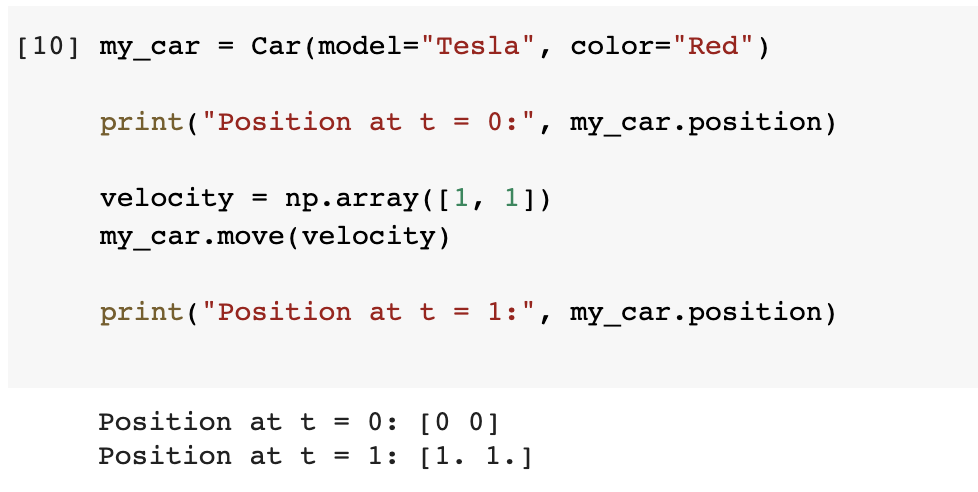 [10] my_car = Car(model="Tesla", color="Red")
print("Position at t = 0:", my_car.position)
velocity = np.array([1, 1])
my_car.move(velocity)
print("Position at t = 1:", my_car.position)
Position at t = 0: [0 0]
Position at t = 1: [1. 1.]